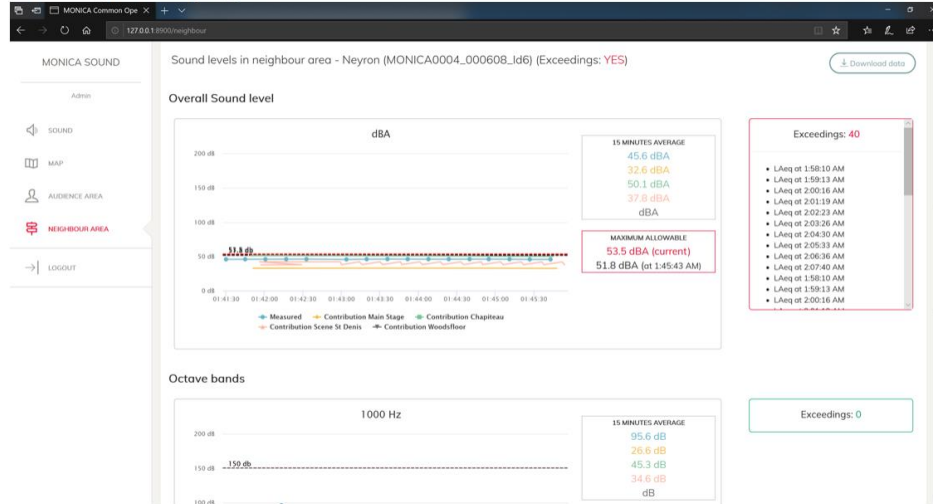 MONICA Common Ope
127.0.0.1:8900/neighbour
MONICA SOUND
Admin
SOUND
MAP
AUDIENCE AREA
NEIGHBOUR AREA
LOGOUT
Sound levels in neighbour area - Neyron (MONICA0004_000608_ld6) (Exceedings: YES)
Download data
Overall Sound level
dBA
200 dB
150 dB
100 dB
50 dB
0 dB
51.8 db
01:41:30 01:42:00 01:42:30 01:43:00 01:43:30 01:44:00 01:44:30 01:45:00 01:45:30
Measured Contribution Main Stage Contribution Chapiteau
Contribution Scene St Denis Contribution Woodsfloor
15 MINUTES AVERAGE
45.6 dBA
32.6 dBA
50.1 dBA
37.8 dBA
dBA
MAXIMUM ALLOWABLE
53.5 dBA (current)
51.8 dBA (at 1:45:43 AM)
Exceedings: 40
LAeq at 1:58:10 AM
LAeq at 1:59:13 AM
LAeq at 2:00:16 AM
LAeq at 2:01:19 AM
LAeq at 2:02:23 AM
LAeq at 2:03:26 AM
LAeq at 2:04:30 AM
LAeq at 2:05:33 AM
LAeq at 2:06:36 AM
LAeq at 2:07:40 AM
LAeq at 1:58:10 AM
LAeq at 1:59:13 AM
LAeq at 2:00:16 AM
Octave bands
1000 Hz
200 dB
150 dB
100 dB
150 db
15 MINUTES AVERAGE
95.6 dB
26.6 dB
45.3 dB
34.6 dB
dB
Exceedings: 0